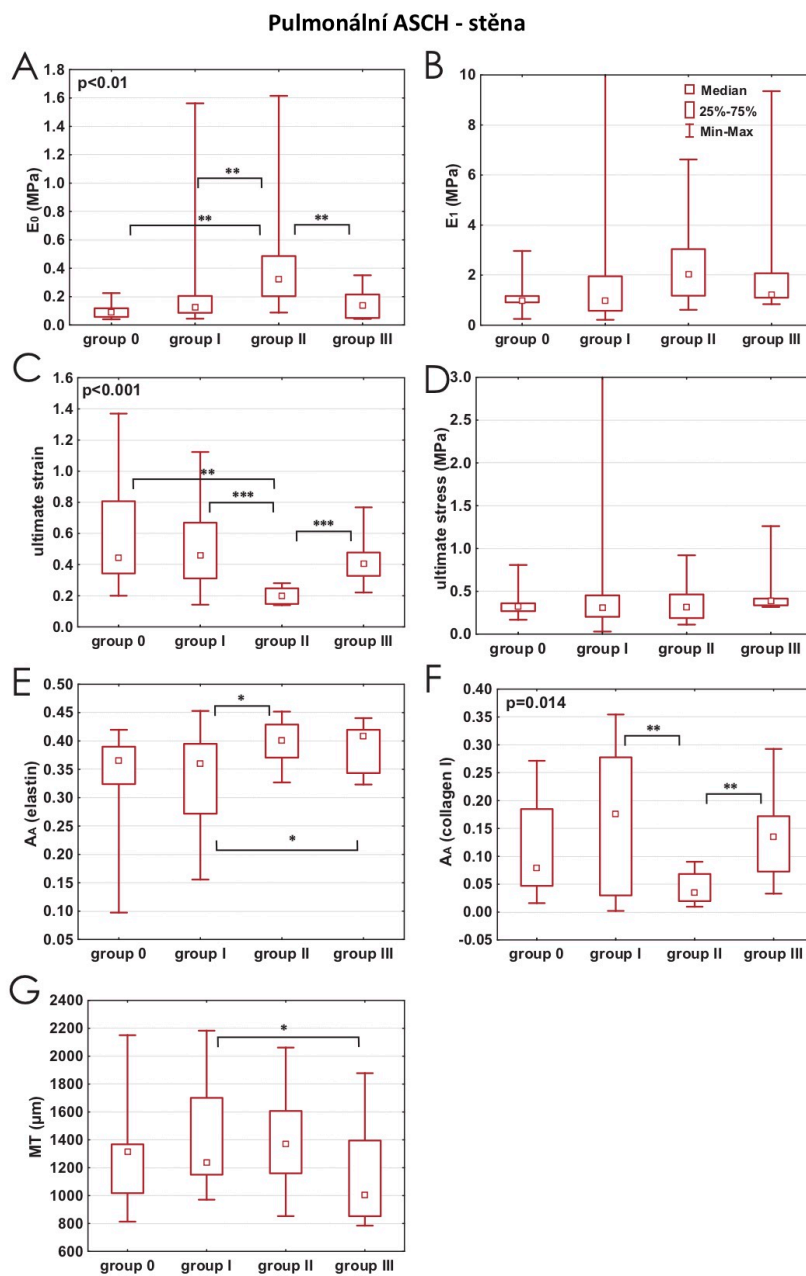 Pulmonální ASCH - stěna
A
p<0.01
E0 (MPa)
1.8
1.6
1.4
1.2
1.0
0.8
0.6
0.4
0.2
0.0
**
**
**
group 0 group I group II group III
B
E1 (MPa)
10
8
6
4
2
0
Median
25%-75%
Min-Max
group 0 group I group II group III
C
p<0.001
ultimate strain
1.6
1.4
1.2
1.0
0.8
0.6
0.4
0.2
0.0
**
***
***
group 0 group I group II group III
D
ultimate stress (MPa)
3.0
2.5
2.0
1.5
1.0
0.5
0.0
group 0 group I group II group III
E
AA (elastin)
0.50
0.45
0.40
0.35
0.30
0.25
0.20
0.15
0.10
0.05
*
*
group 0 group I group II group III
F
p=0.014
AA (collagen I)
0.40
0.35
0.30
0.25
0.20
0.15
0.10
0.05
0.00
-0.05
**
**
group 0 group I group II group III
G
MT (µm)
2400
2200
2000
1800
1600
1400
1200
1000
800
600
*
group 0 group I group II group III